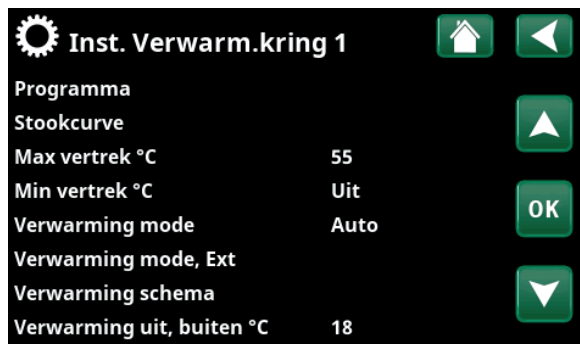 Inst. Verwarm.kring 1
Programma
Stookcurve
Max vertrek °C 55
Min vertrek °C Uit
Verwarming mode Auto
OK
Verwarming mode, Ext
Verwarming schema
Verwarming uit, buiten °C 18